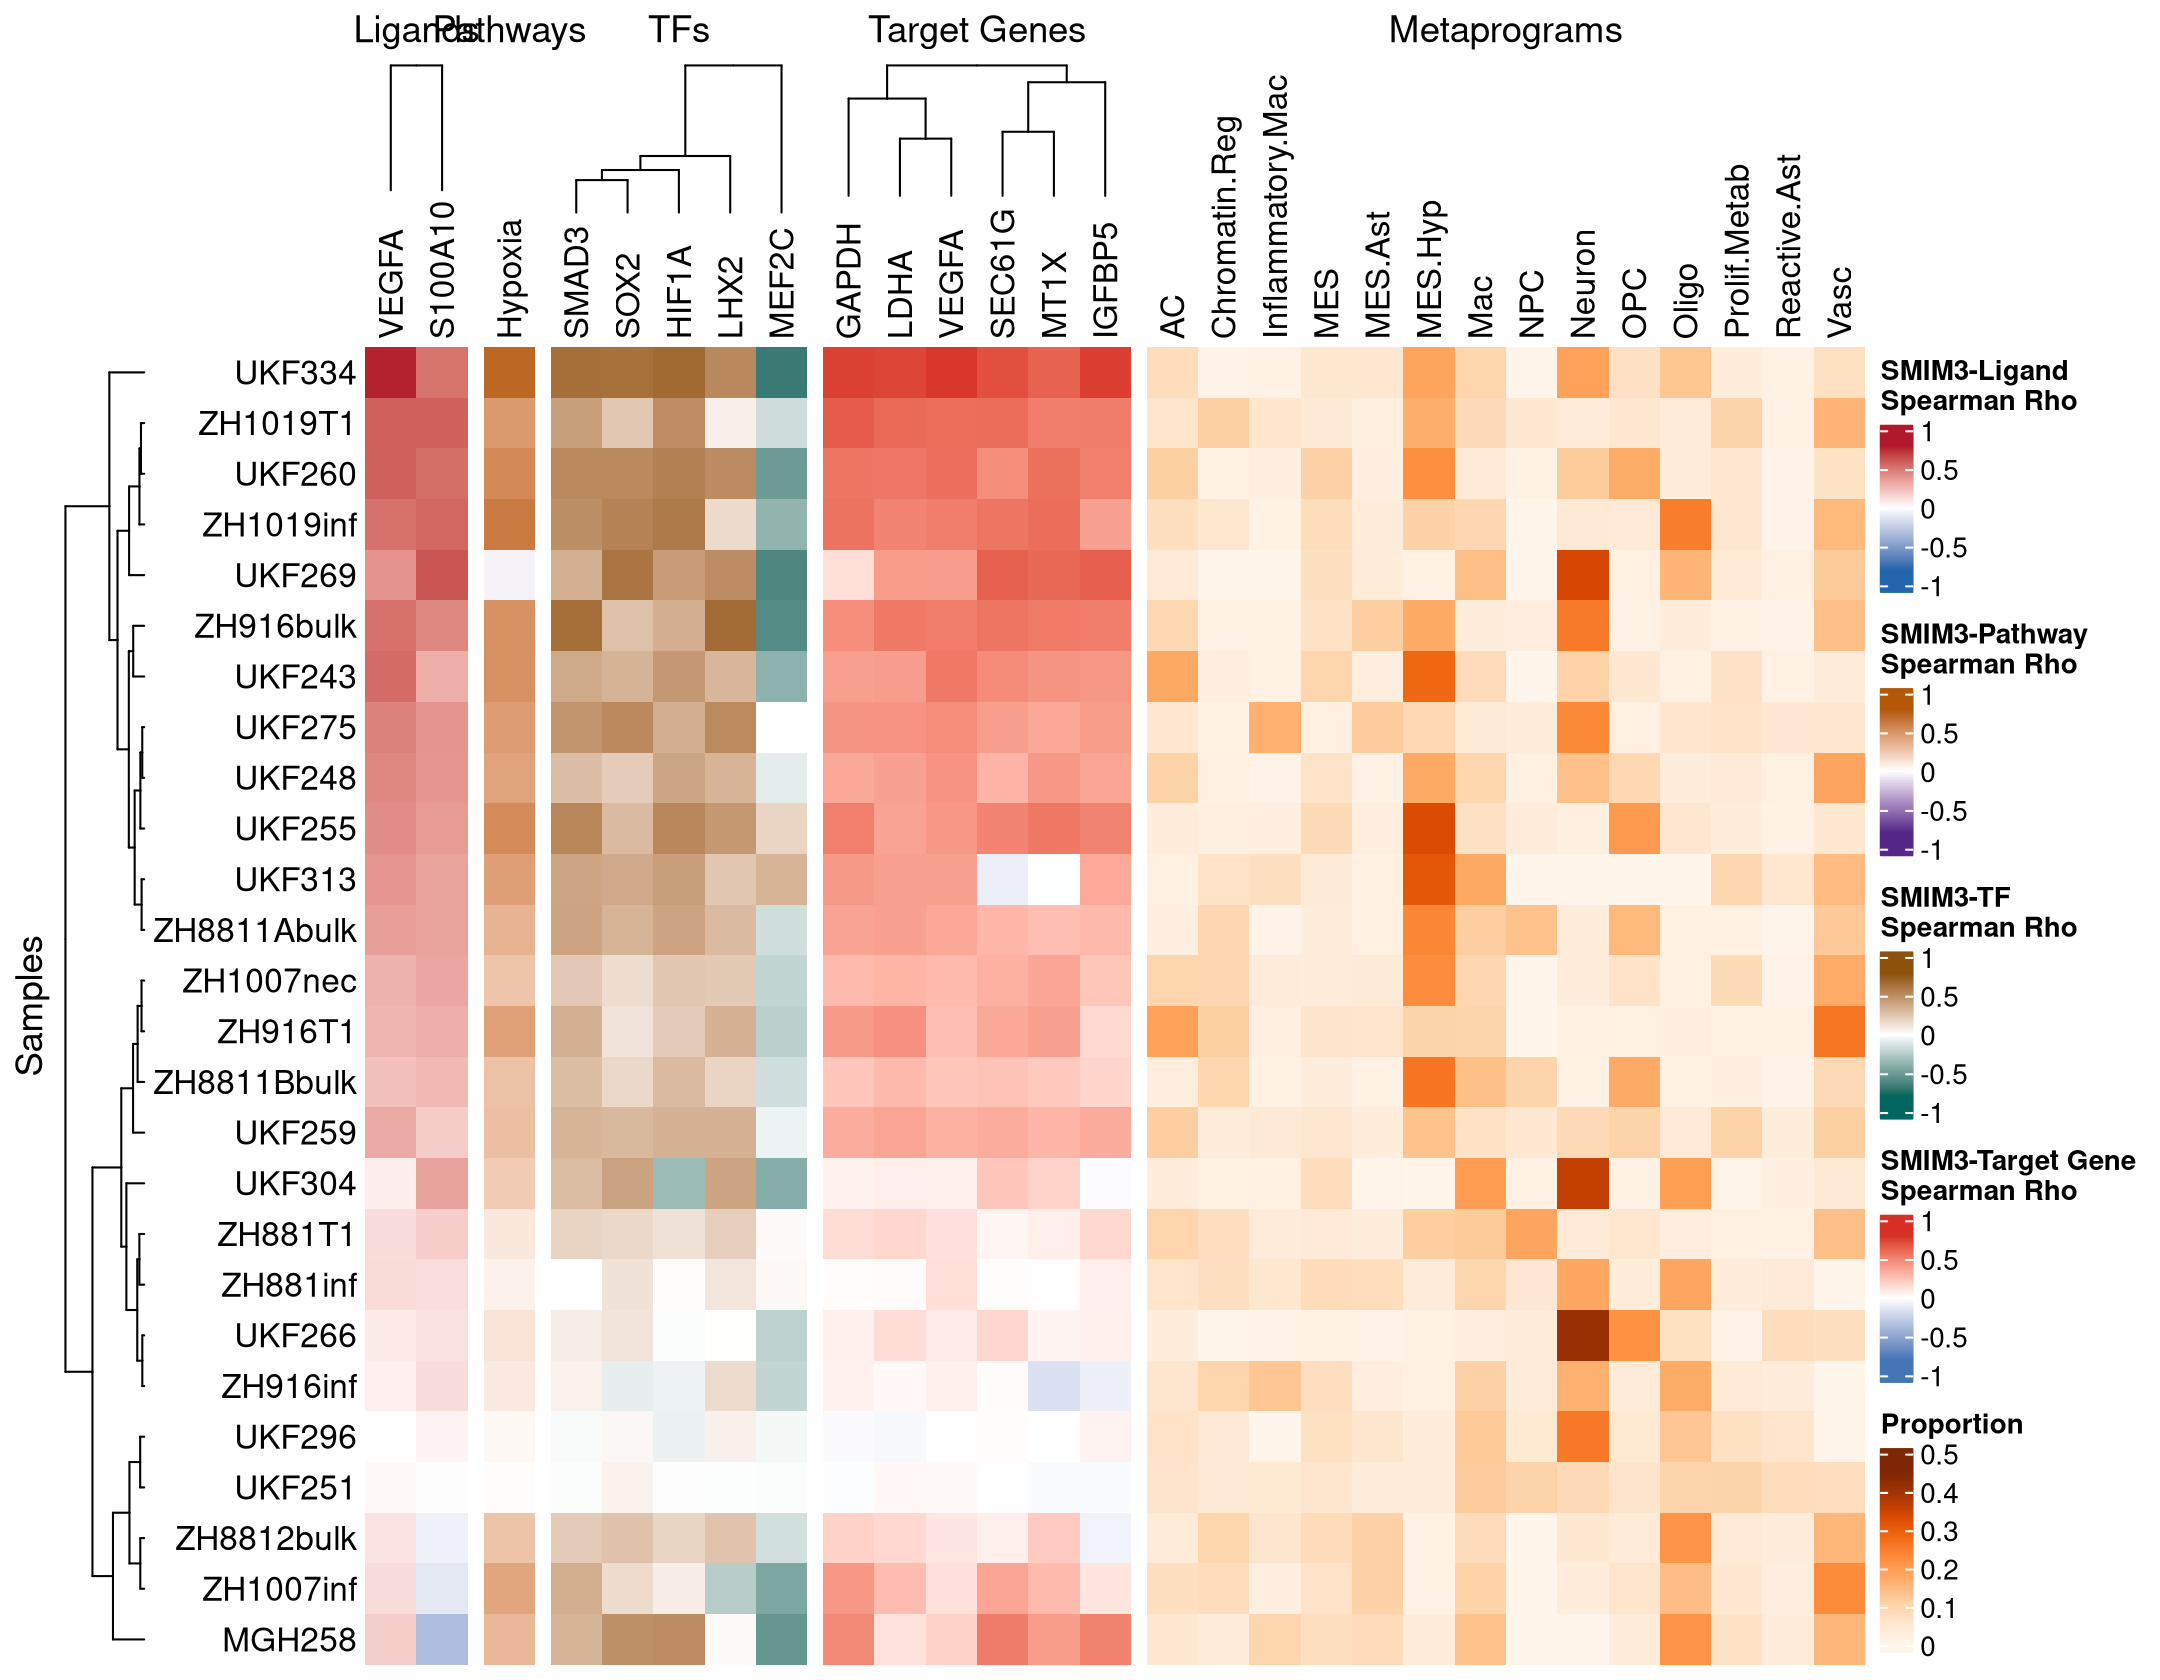 Ligands Pathways TFs Target Genes Metaprograms
VEGFA
S100A10
Hypoxia
SMAD3
SOX2
HIF1A
LHX2
MEF2C
GAPDH
LDHA
VEGFA
SEC61G
MT1X
IGFBP5
AC
Chromatin.Reg
Inflammatory.Mac
MES
MES.Ast
MES.Hyp
Mac
NPC
Neuron
OPC
Oligo
Prolif.Metab
Reactive.Ast
Vasc
Samples
UKF334
ZH1019T1
UKF260
ZH1019inf
UKF269
ZH916bulk
UKF243
UKF275
UKF248
UKF255
UKF313
ZH8811Abulk
ZH1007nec
ZH916T1
ZH8811Bbulk
UKF259
UKF304
ZH881T1
ZH881inf
UKF266
ZH916inf
UKF296
UKF251
ZH8812bulk
ZH1007inf
MGH258
SMIM3-Ligand
Spearman Rho
1
0.5
0
-0.5
-1
SMIM3-Pathway
Spearman Rho
1
0.5
0
-0.5
-1
SMIM3-TF
Spearman Rho
1
0.5
0
-0.5
-1
SMIM3-Target Gene
Spearman Rho
1
0.5
0
-0.5
-1
Proportion
0.5
0.4
0.3
0.2
0.1
0